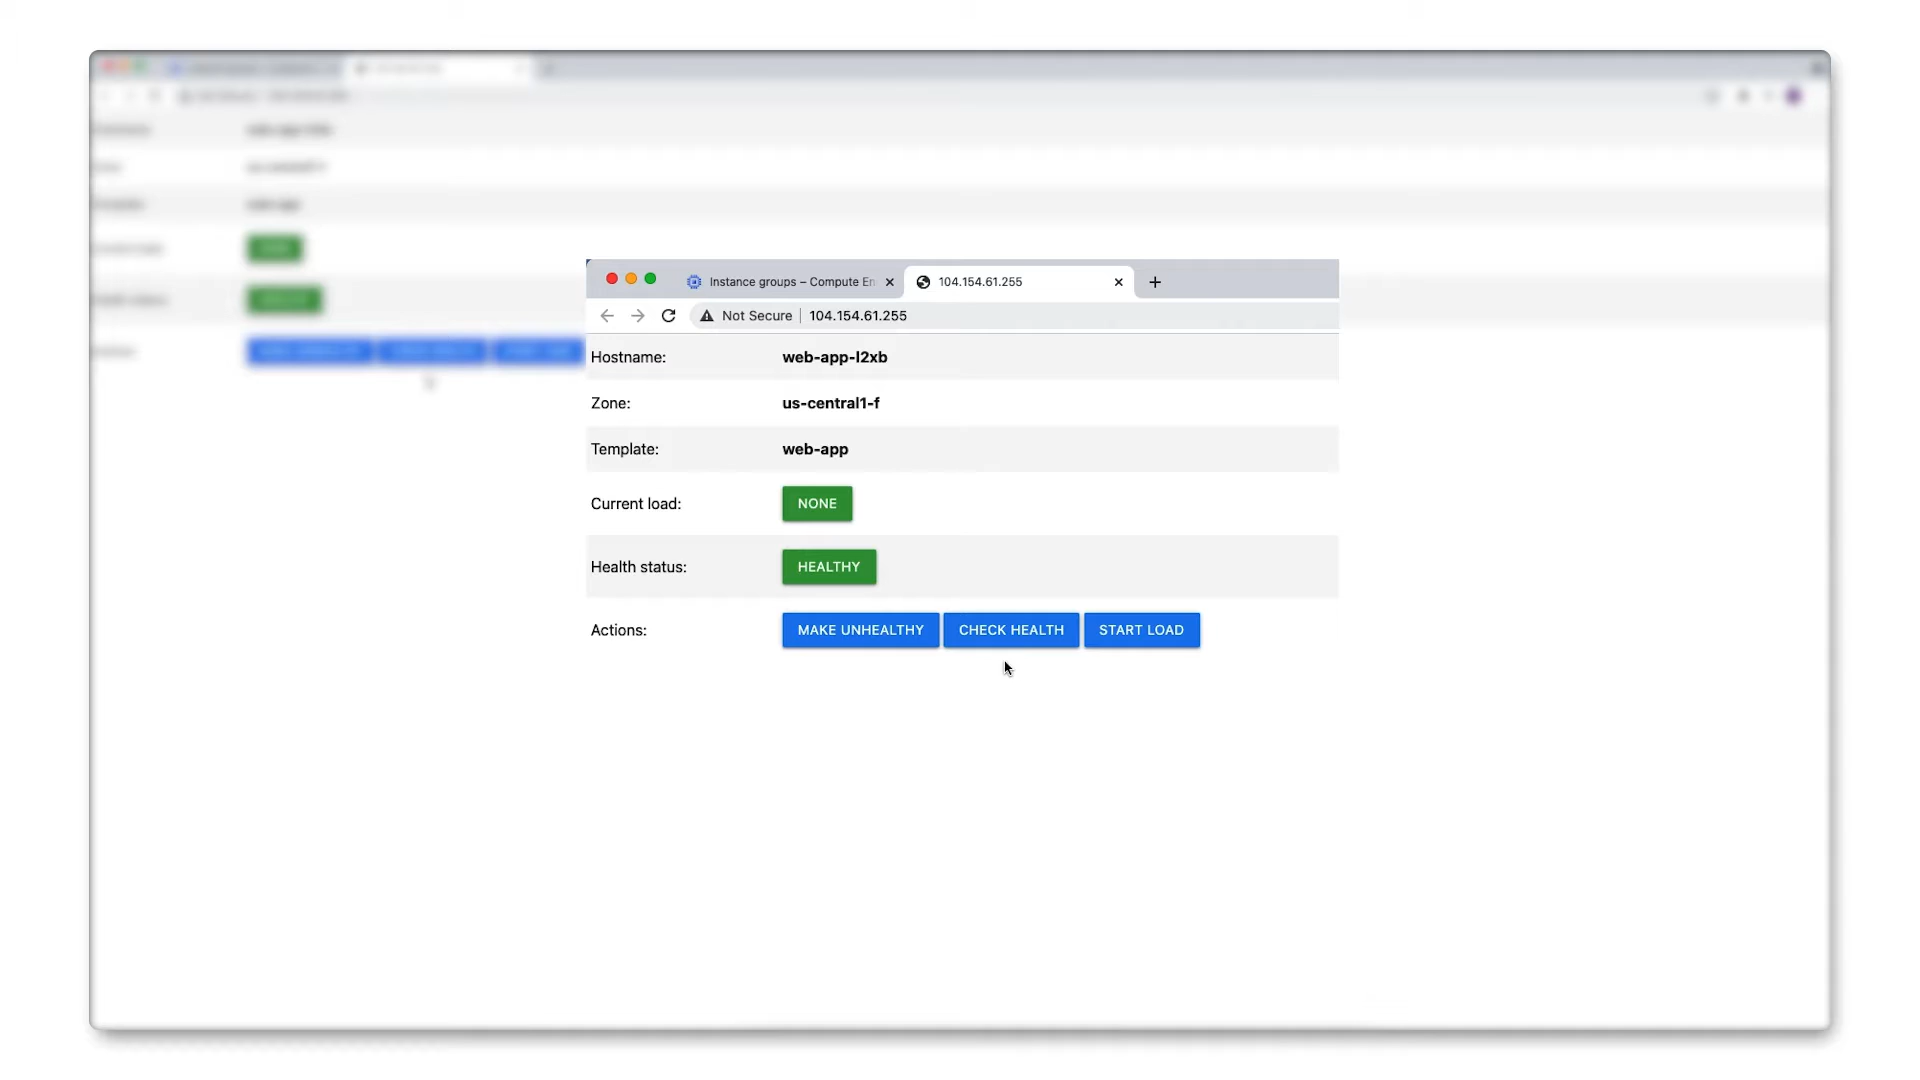 Instance groups – Compute En
104.154.61.255
Not Secure | 104.154.61.255
Hostname: web-app-l2xb
Zone: us-central1-f
Template: web-app
Current load: NONE
Health status: HEALTHY
Actions: MAKE UNHEALTHY CHECK HEALTH START LOAD